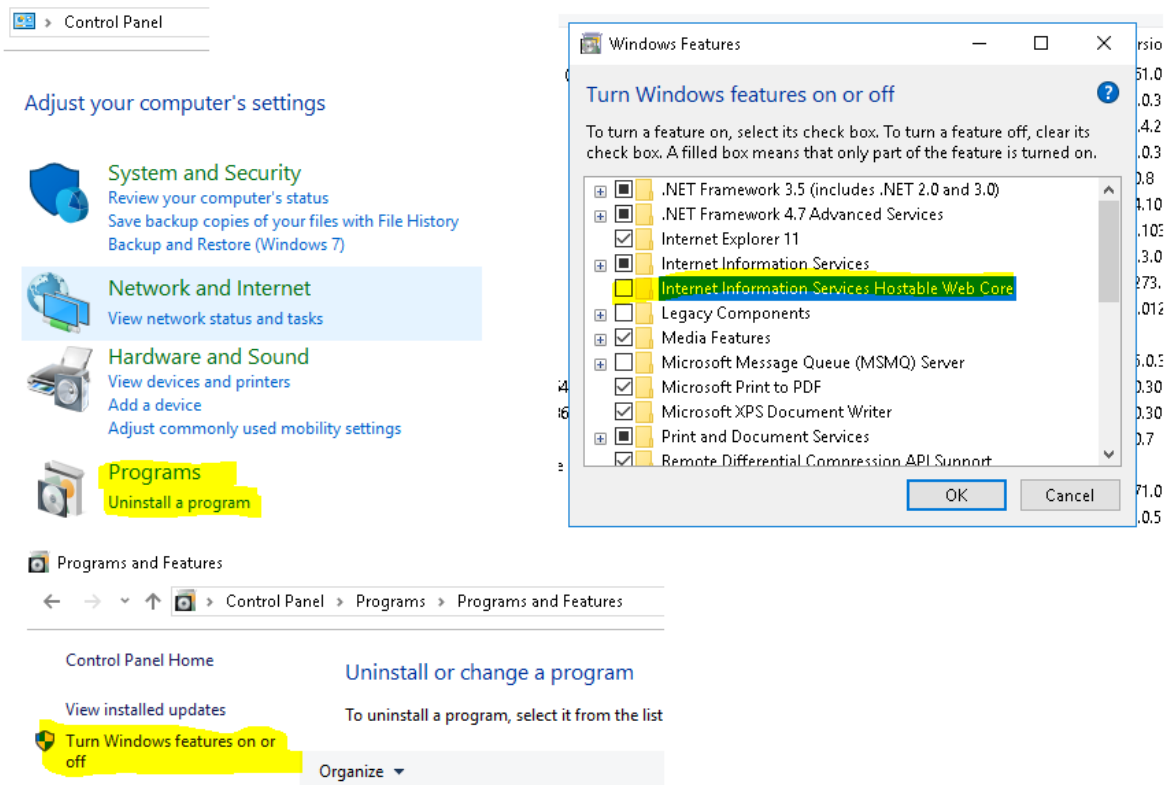 Control Panel
Adjust your computer's settings
System and Security
Review your computer's status
Save backup copies of your files with File History
Backup and Restore (Windows 7)
Network and Internet
View network status and tasks
Hardware and Sound
View devices and printers
Add a device
Adjust commonly used mobility settings
Programs
Uninstall a program
Windows Features
Turn Windows features on or off
To turn a feature on, select its check box. To turn a feature off, clear its
check box. A filled box means that only part of the feature is turned on.
.NET Framework 3.5 (includes .NET 2.0 and 3.0)
.NET Framework 4.7 Advanced Services
Internet Explorer 11
Internet Information Services
Internet Information Services Hostable Web Core
Legacy Components
Media Features
Microsoft Message Queue (MSMQ) Server
Microsoft Print to PDF
Microsoft XPS Document Writer
Print and Document Services
Remote Differential Compression API Support
OK
Cancel
Programs and Features
Control Panel > Programs > Programs and Features
Control Panel Home
View installed updates
Turn Windows features on or
off
Uninstall or change a program
To uninstall a program, select it from the list
Organize